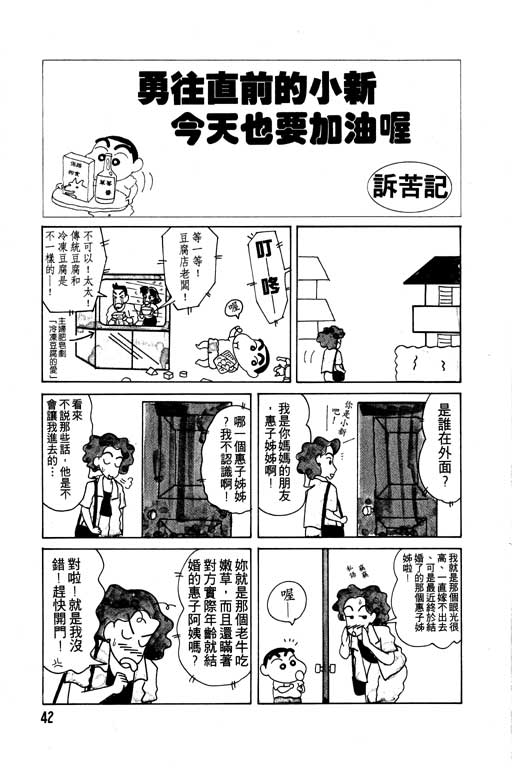 勇往直前的小新
今天也要加油喔
訴苦記
叮咚
喔
等一等！
豆腐店老闆！
不可以！太太！
傳統豆腐和
冷凍豆腐是
不一樣的—！
主婦肥皂劇
「冷凍豆腐的愛」
是誰在外面？
你是小新…
吧！
我是你媽媽的朋友
，惠子姊姊啊！
哪一個惠子姊姊
？我不認識啊！
看來
不說那些話，他是不
會讓我進去的…
我就是那個眼光很
高、一直嫁不出去
、可是最近終於結
婚了的那個惠子姊
姊啦！
喔—
妳就是那個老牛吃
嫩草，而且還瞞著
對方實際年齡就結
婚的惠子阿姨嗎？
對啦！就是我沒
錯！趕快開門！
42